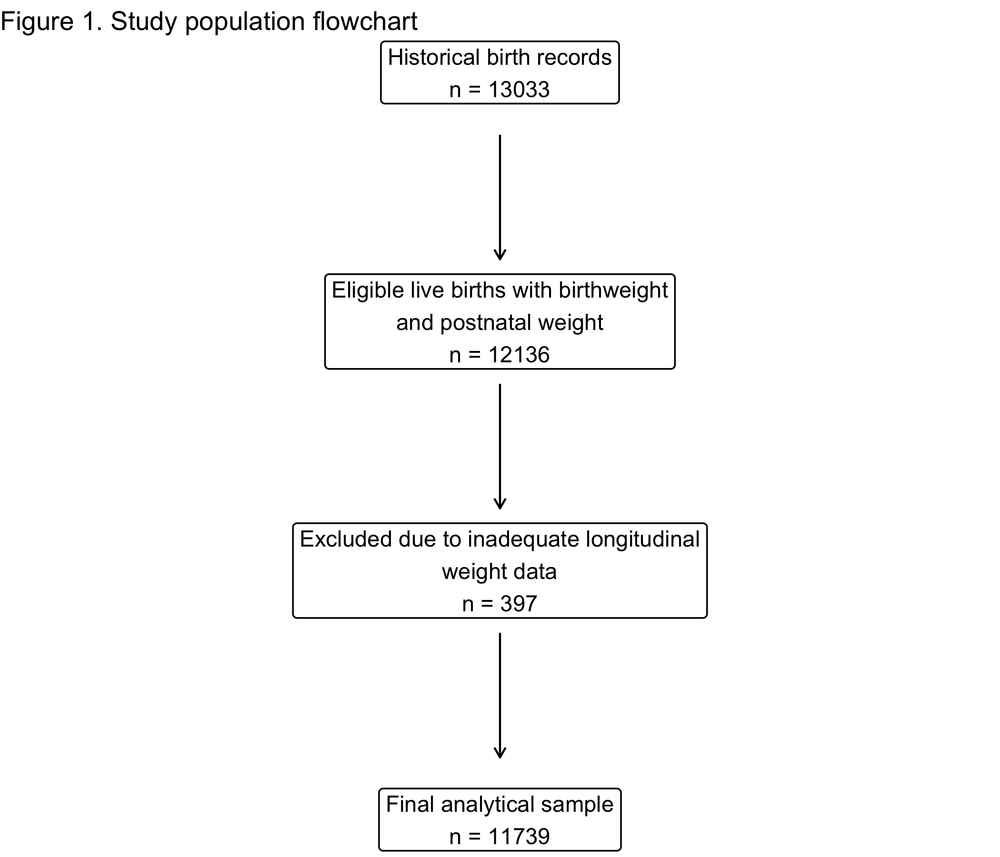 Figure 1. Study population flowchart
Historical birth records
n = 13033
Eligible live births with birthweight
and postnatal weight
n = 12136
Excluded due to inadequate longitudinal
weight data
n = 397
Final analytical sample
n = 11739